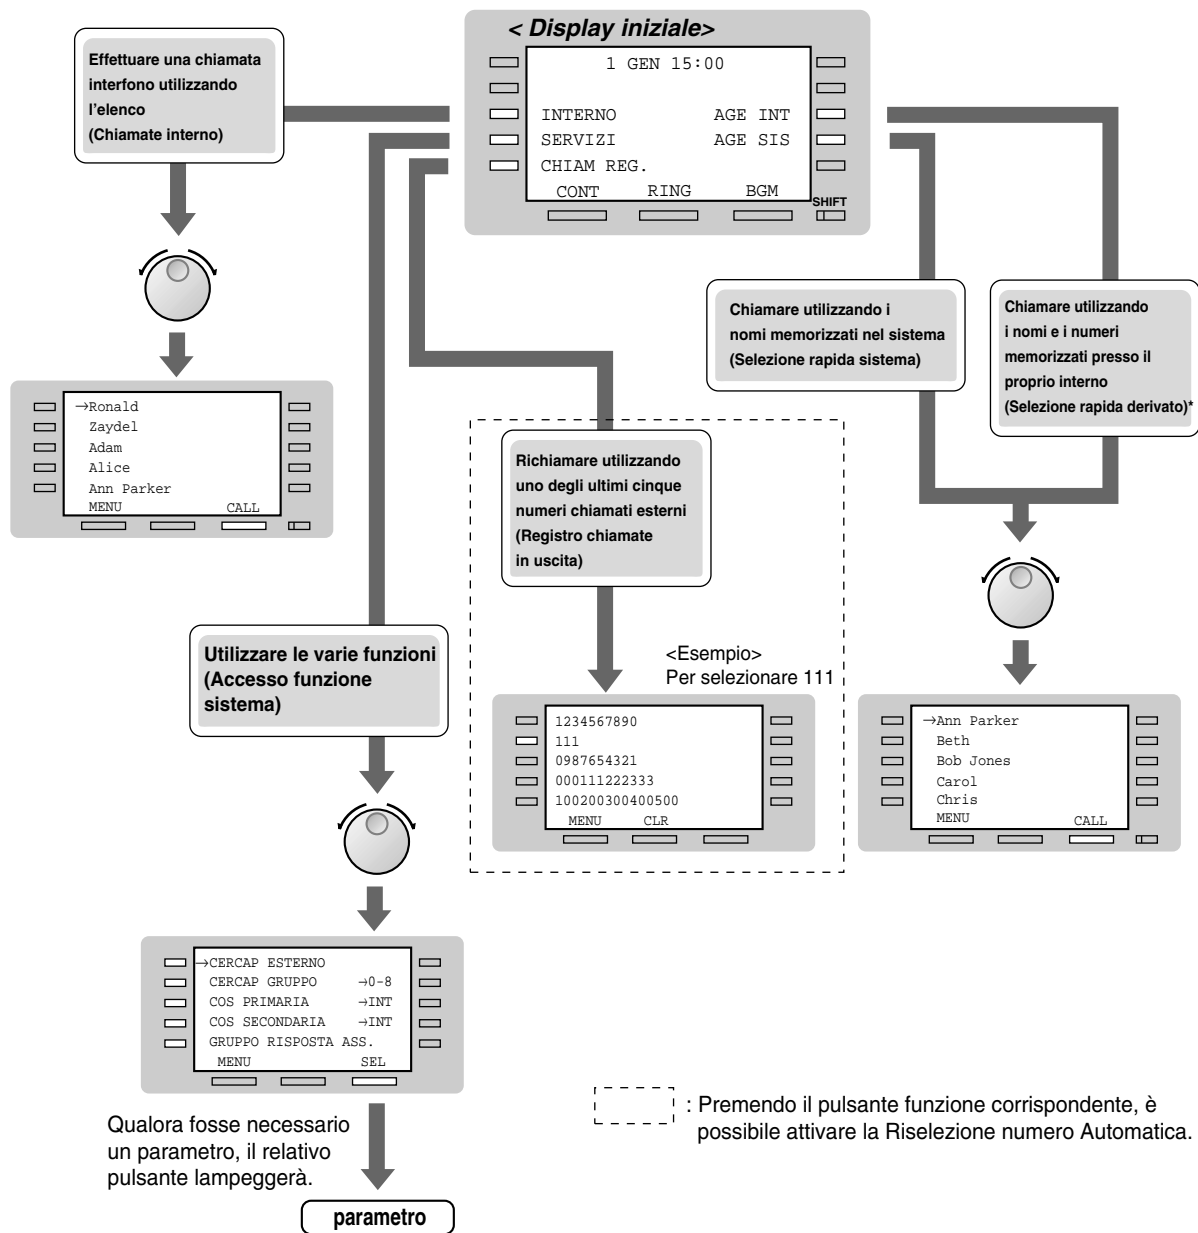 < Display iniziale>
1 GEN 15:00
INTERNO AGE INT
SERVIZI AGE SIS
CHIAM REG.
CONT RING BGM
SHIFT
Effettuare una chiamata
interfono utilizzando
l'elenco
(Chiamate interno)
→Ronald
Zaydel
Adam
Alice
Ann Parker
MENU CALL
Utilizzare le varie funzioni
(Accesso funzione
sistema)
→CERCAP ESTERNO
CERCAP GRUPPO →0-8
COS PRIMARIA →INT
COS SECONDARIA →INT
GRUPPO RISPOSTA ASS.
MENU SEL
Qualora fosse necessario
un parametro, il relativo
pulsante lampeggerà.
parametro
Richiamare utilizzando
uno degli ultimi cinque
numeri chiamati esterni
(Registro chiamate
in uscita)
<Esempio>
Per selezionare 111
1234567890
111
0987654321
000111222333
100200300400500
MENU CLR
Chiamare utilizzando i
nomi memorizzati nel sistema
(Selezione rapida sistema)
Chiamare utilizzando
i nomi e i numeri
memorizzati presso il
proprio interno
(Selezione rapida derivato)*
→Ann Parker
Beth
Bob Jones
Carol
Chris
MENU CALL
: Premendo il pulsante funzione corrispondente, è
possibile attivare la Riselezione numero Automatica.